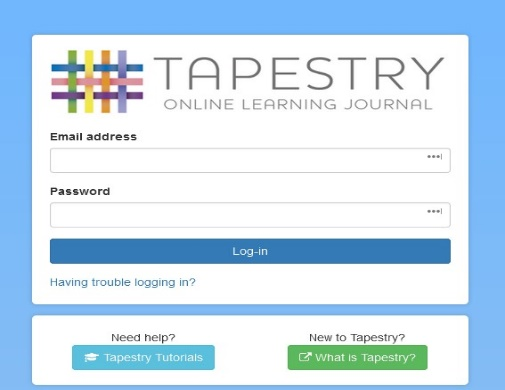 TAPESTRY
ONLINE LEARNING JOURNAL
Email address
Password
Log-in
Having trouble logging in?
Need help?
Tapestry Tutorials
New to Tapestry?
What is Tapestry?